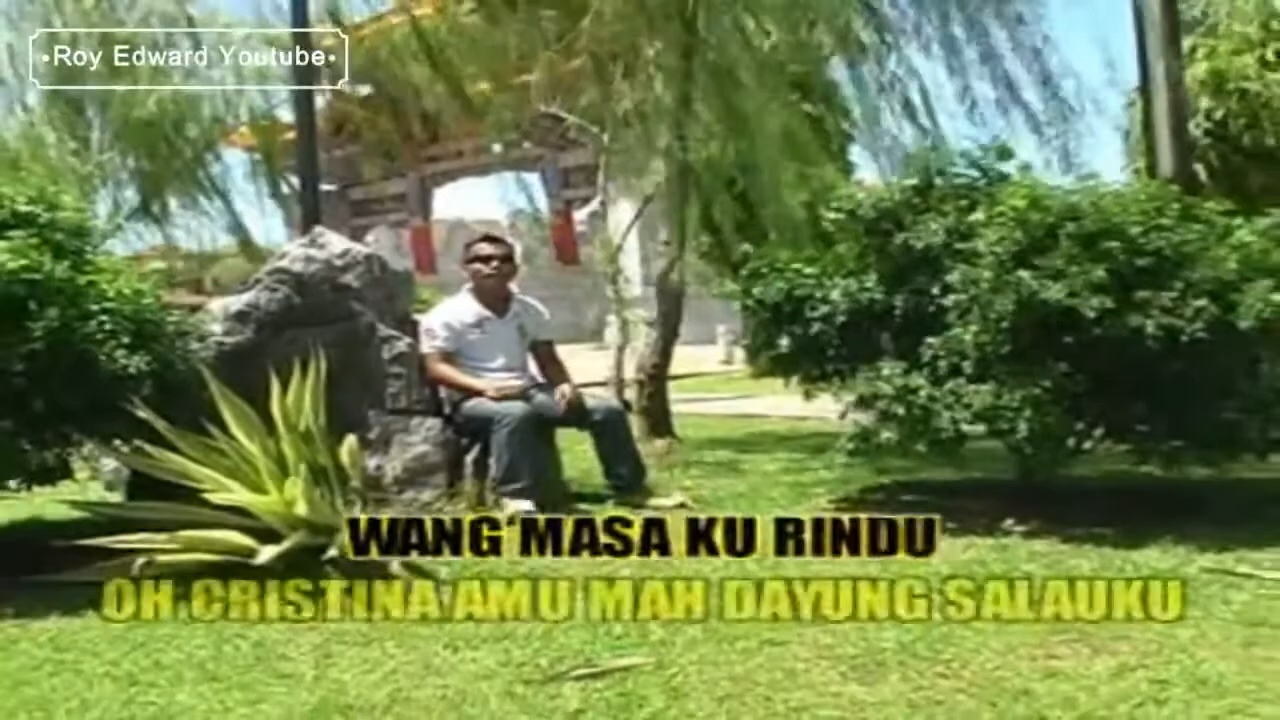 •Roy Edward Youtube•
WANG'MASA KU RINDU
OH CRISTINA AMU MAH DAYUNG SALAUKU